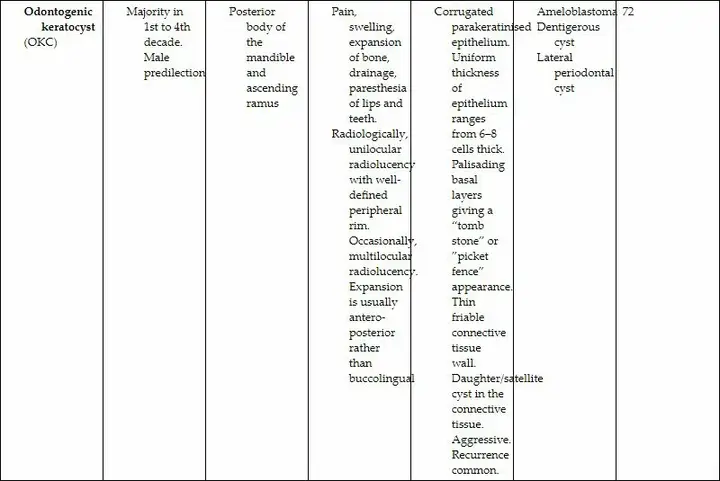 Odontogenic
keratocyst
(OKC)
Majority in
1st to 4th
decade.
Male
predilection
Posterior
body of
the
mandible
and
ascending
ramus
Pain,
swelling,
expansion
of bone,
drainage,
paresthesia
of lips and
teeth.
Radiologically,
unilocular
radiolucency
with well-
defined
peripheral
rim.
Occasionally,
multilocular
radiolucency.
Expansion
is usually
antero-
posterior
rather
than
buccolingual
Corrugated
parakeratinised
epithelium.
Uniform
thickness
of
epithelium
ranges
from 6–8
cells thick.
Palisading
basal
layers
giving a
“tomb
stone” or
“picket
fence”
appearance.
Thin
friable
connective
tissue
wall.
Daughter/satellite
cyst in the
connective
tissue.
Aggressive.
Recurrence
common.
Ameloblastoma
Dentigerous
cyst
Lateral
periodontal
cyst
72